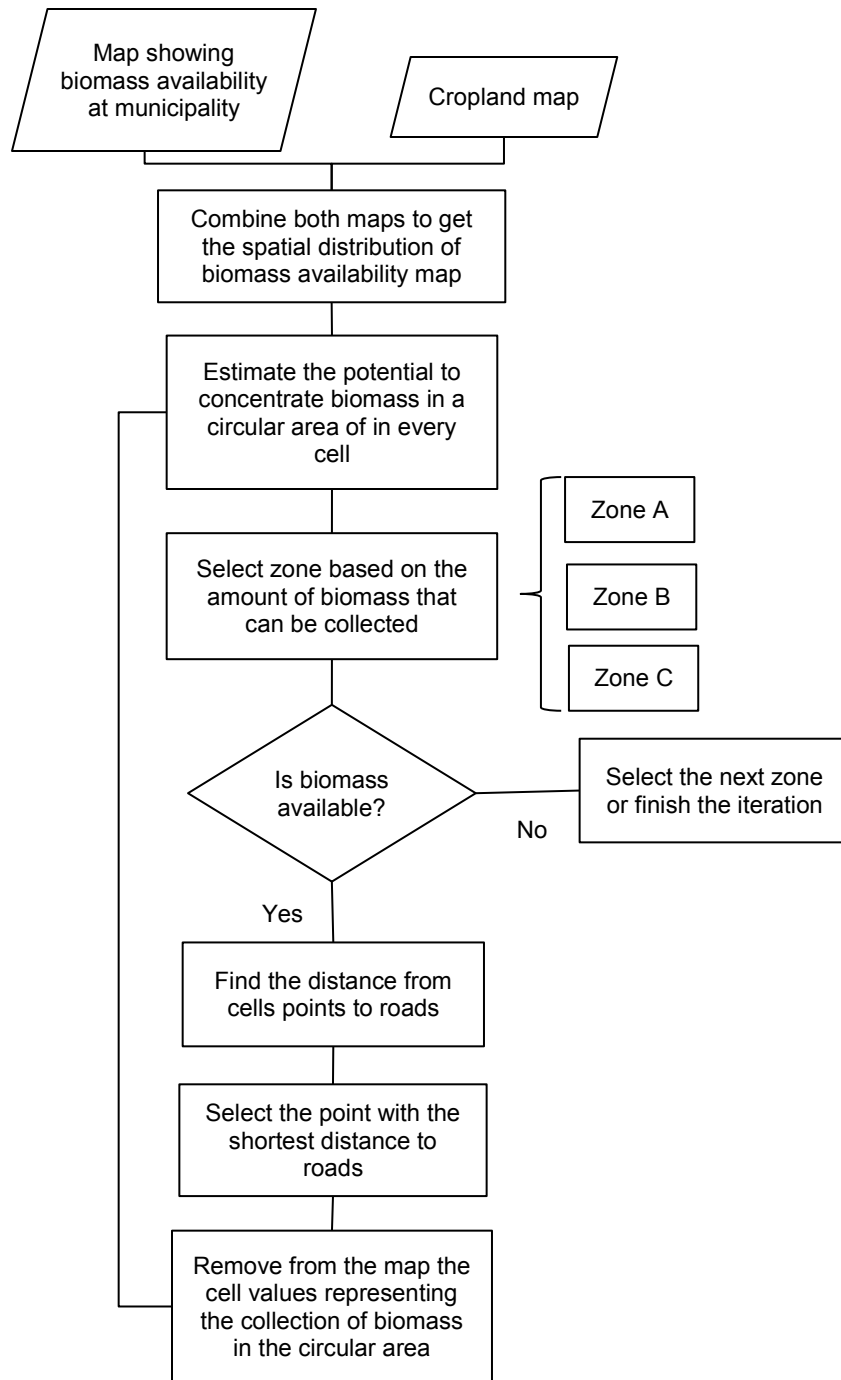 Map showing
biomass availability
at municipality
Cropland map
Combine both maps to get
the spatial distribution of
biomass availability map
Estimate the potential to
concentrate biomass in a
circular area of in every
cell
Select zone based on the
amount of biomass that
can be collected
Zone A
Zone B
Zone C
Is biomass
available?
No
Select the next zone
or finish the iteration
Yes
Find the distance from
cells points to roads
Select the point with the
shortest distance to
roads
Remove from the map the
cell values representing
the collection of biomass
in the circular area